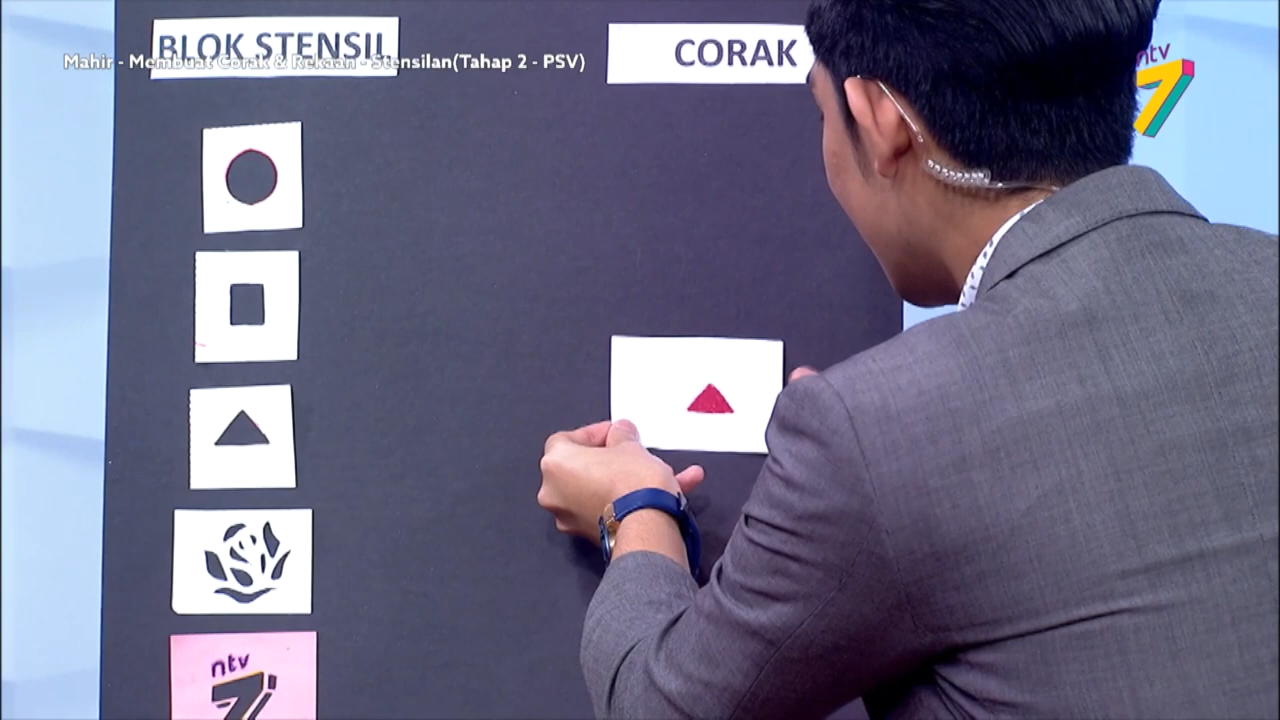 BLOK STENSIL
Mahir - Membuat Corak & Rekaan - Stensilan(Tahap 2 - PSV)
CORAK
ntv
7
ntv
7